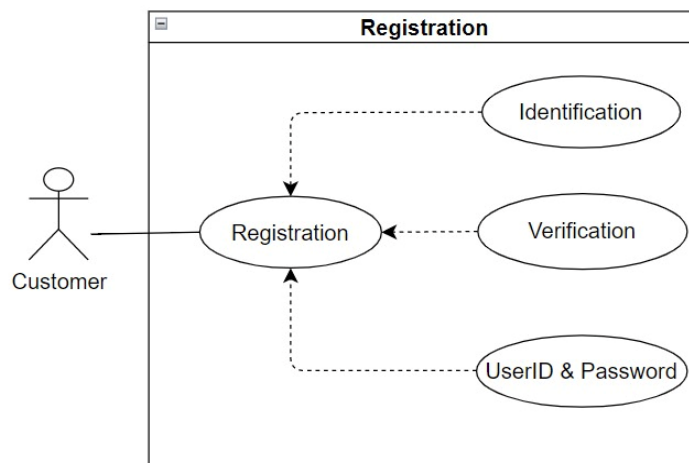 Registration
Identification
Customer
Registration
Verification
UserID & Password